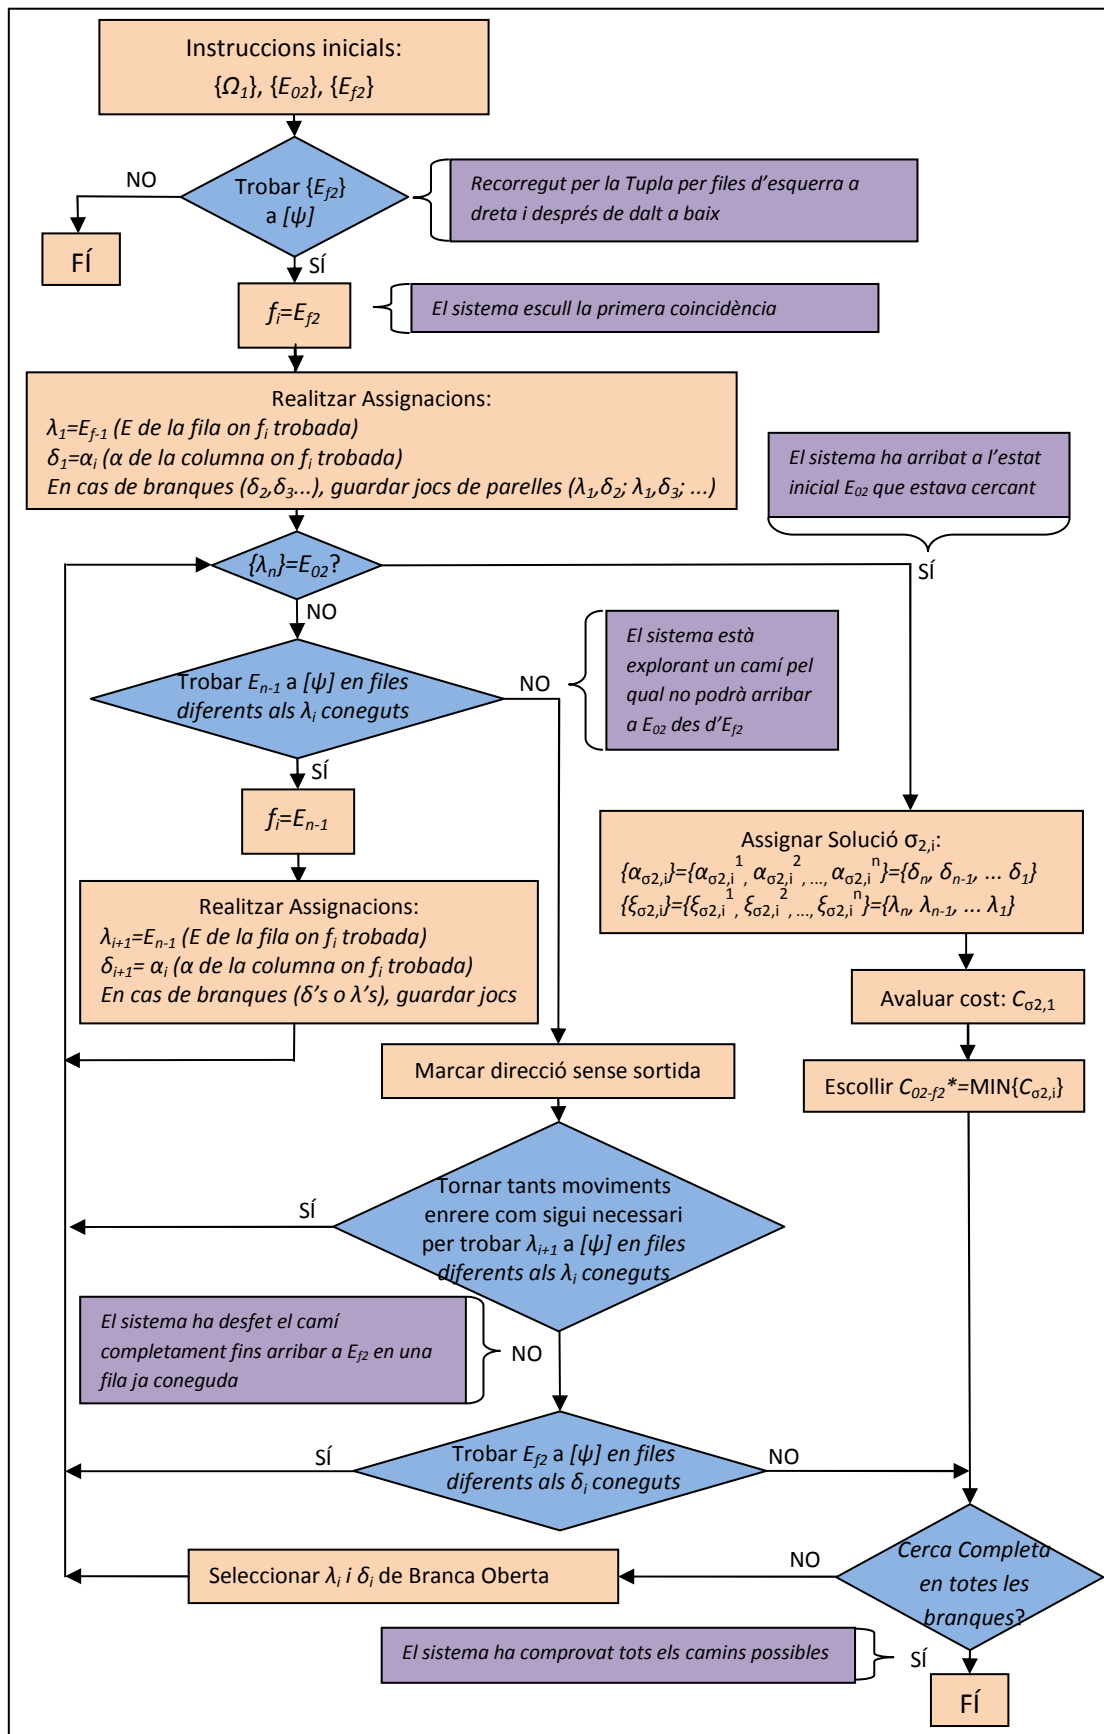 Instruccions inicials:
{Ω1}, {E02}, {Ef2}
NO
Trobar {Ef2}
a [ψ]
Recorregut per la Tupla per files d'esquerra a
dreta i després de dalt a baix
FÍ
SÍ
fi=Ef2
El sistema escull la primera coincidència
Realitzar Assignacions:
λ1=Ef-1 (E de la fila on fi trobada)
δ1=αi (α de la columna on fi trobada)
En cas de branques (δ2,δ3...), guardar jocs de parelles (λ1,δ2; λ1,δ3; ...)
El sistema ha arribat a l'estat
inicial E02 que estava cercant
{λn}=E02?
SÍ
NO
El sistema està
explorant un camí pel
qual no podrà arribar
a E02 des d'Ef2
Trobar En-1 a [ψ] en files
diferents als λi coneguts
NO
SÍ
fi=En-1
Assignar Solució σ2,i:
{ασ2,i}={ασ2,i1, ασ2,i2, ..., ασ2,in}={δn, δn-1, ... δ1}
{ξσ2,i}={ξσ2,i1, ξσ2,i2, ..., ξσ2,in}={λn, λn-1, ... λ1}
Realitzar Assignacions:
λi+1=En-1 (E de la fila on fi trobada)
δi+1= αi (α de la columna on fi trobada)
En cas de branques (δ's o λ's), guardar jocs
Avaluar cost: Cσ2,1
Marcar direcció sense sortida
Escollir C02-f2*=MIN{Cσ2,i}
SÍ
Tornar tants moviments
enrere com sigui necessari
per trobar λi+1 a [ψ] en files
diferents als λi coneguts
El sistema ha desfet el camí
completament fins arribar a Ef2 en una
fila ja coneguda
NO
SÍ
Trobar Ef2 a [ψ] en files
diferents als δi coneguts
NO
Seleccionar λi i δi de Branca Oberta
NO
Cerca Completa
en totes les
branques?
El sistema ha comprovat tots els camins possibles
SÍ
FÍ